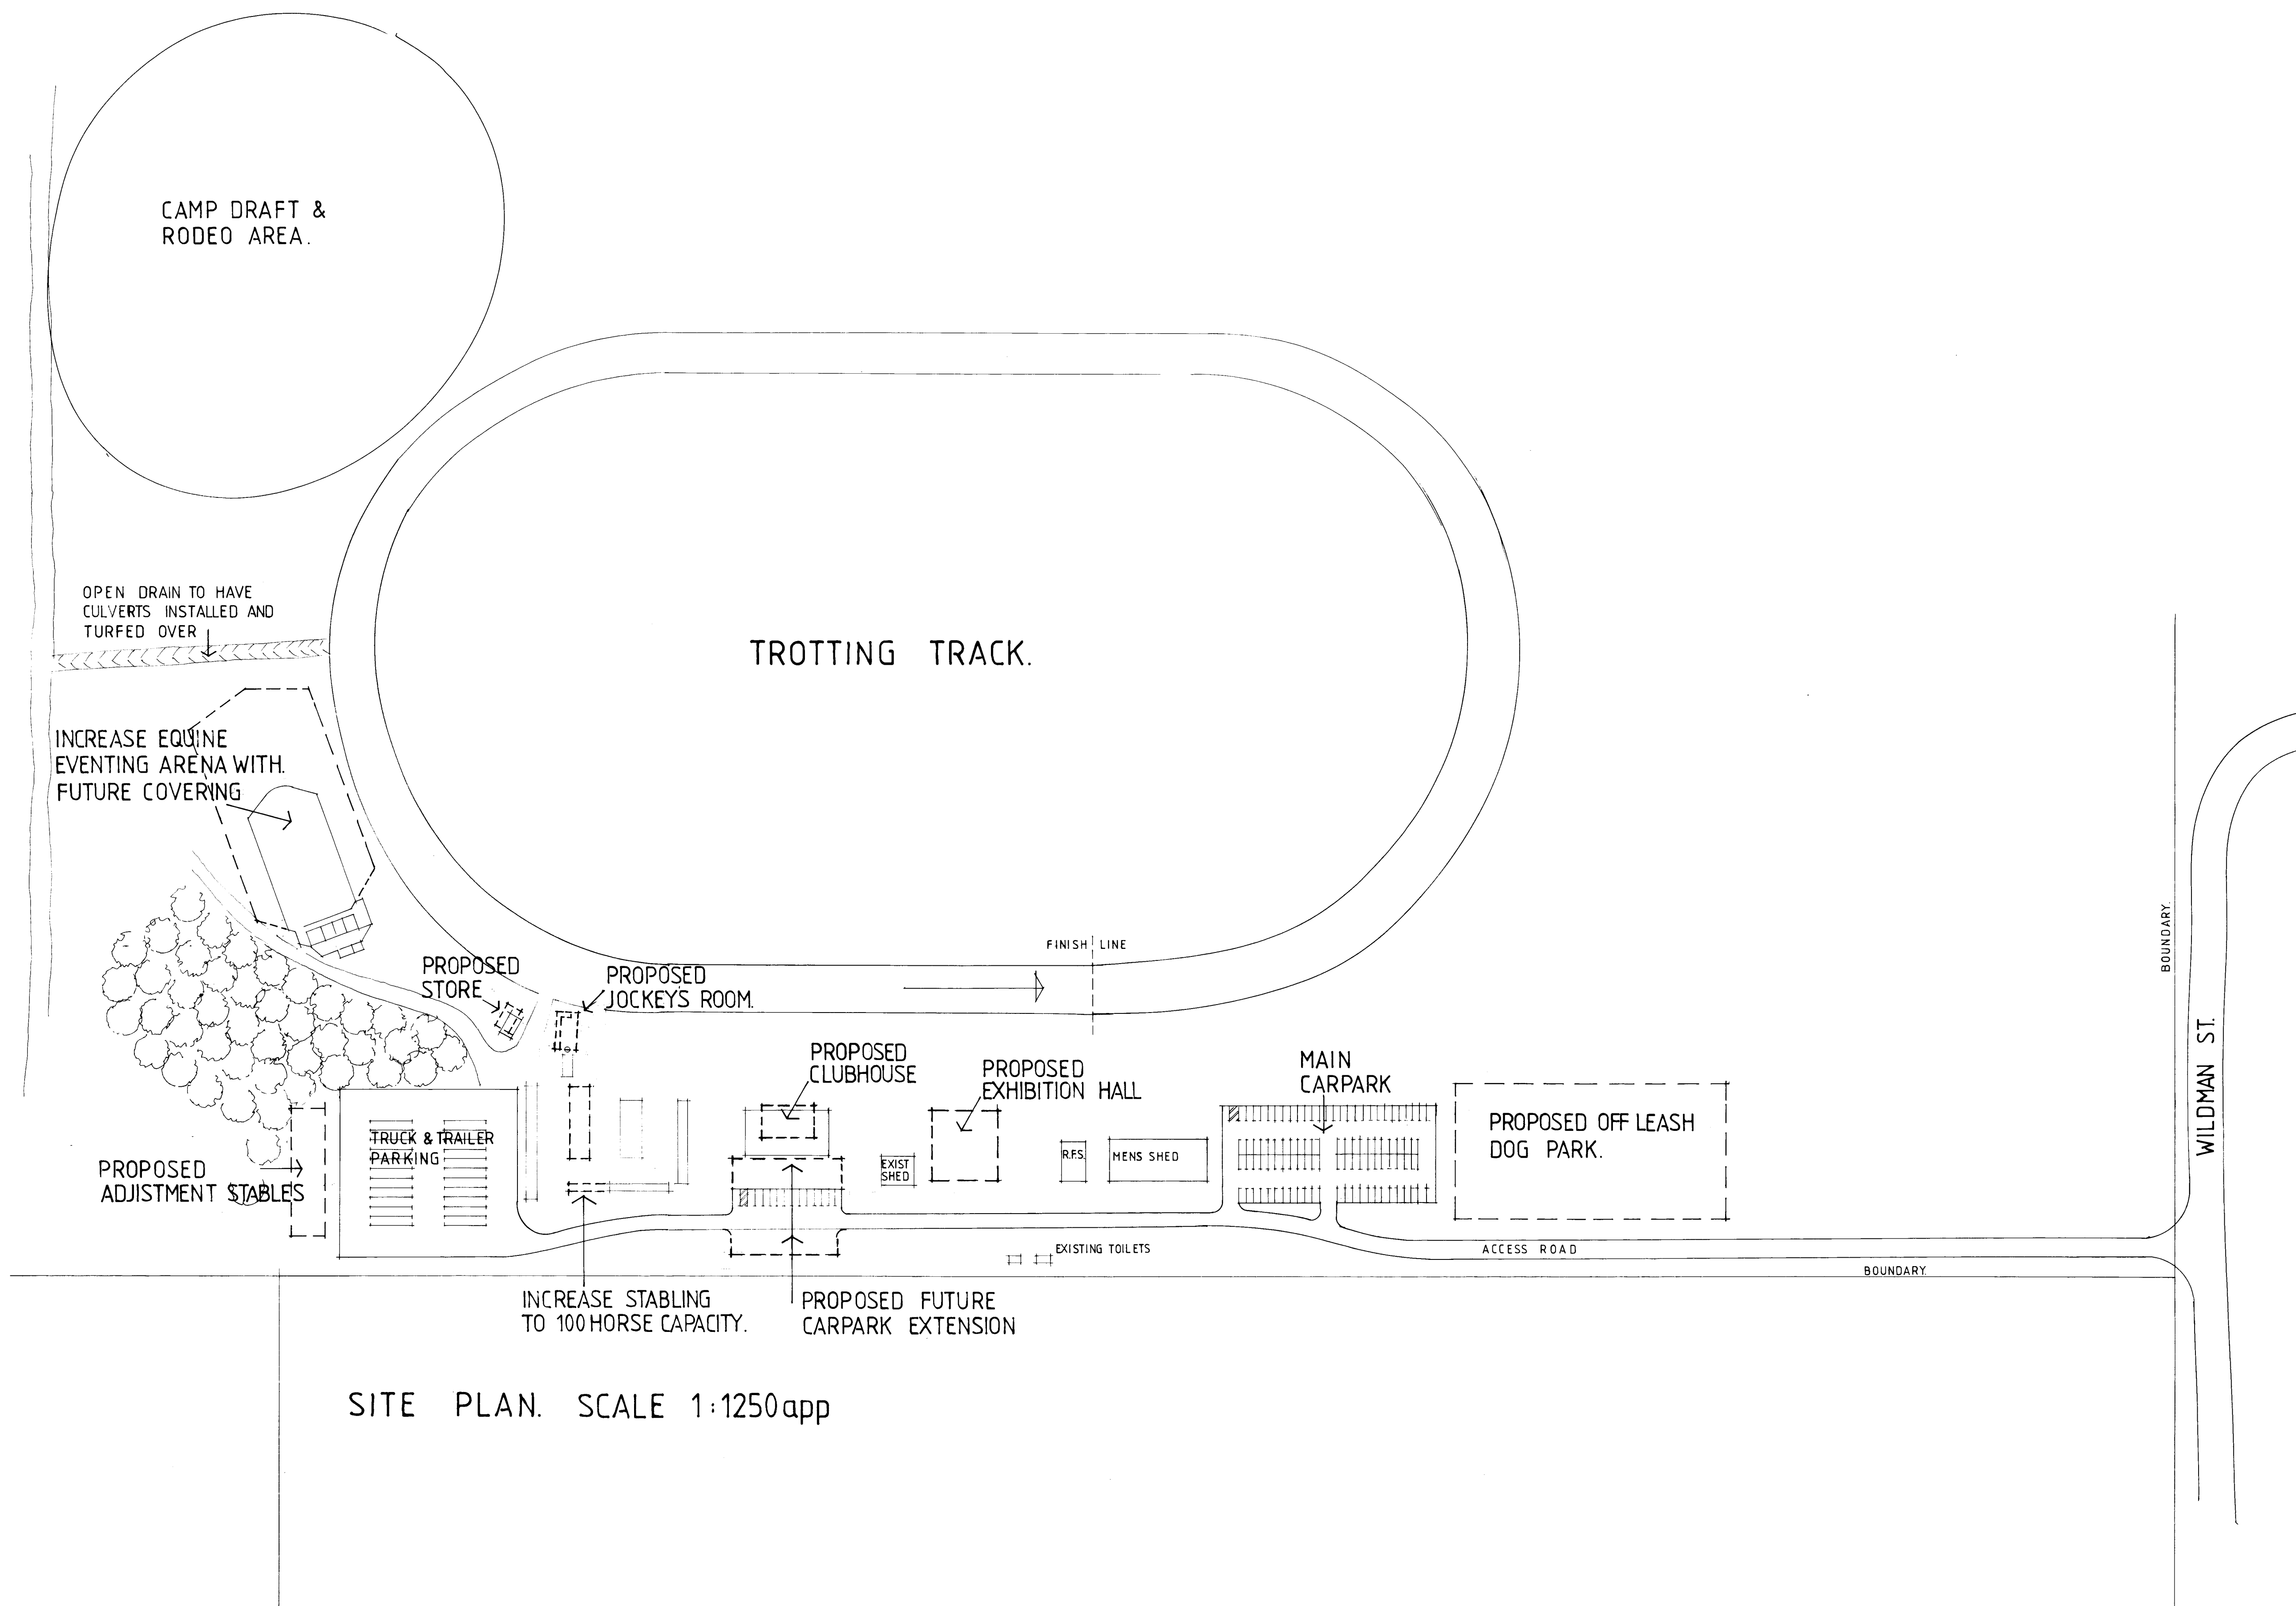 CAMP DRAFT &
RODEO AREA.
OPEN DRAIN TO HAVE
CULVERTS INSTALLED AND
TURFED OVER
TROTTING TRACK.
INCREASE EQUINE
EVENTING ARENA WITH.
FUTURE COVERING
FINISH LINE
BOUNDARY.
WILDMAN ST.
PROPOSED
STORE
PROPOSED
JOCKEYS ROOM.
PROPOSED
CLUBHOUSE
PROPOSED
EXHIBITION HALL
MAIN
CARPARK
PROPOSED OFF LEASH
DOG PARK.
TRUCK & TRAILER
PARKING
EXIST
SHED
R.F.S.
MENS SHED
PROPOSED
ADJISTMENT STABLES
EXISTING TOILETS
ACCESS ROAD
BOUNDARY.
INCREASE STABLING
TO 100 HORSE CAPACITY.
PROPOSED FUTURE
CARPARK EXTENSION
SITE PLAN. SCALE 1:1250 app